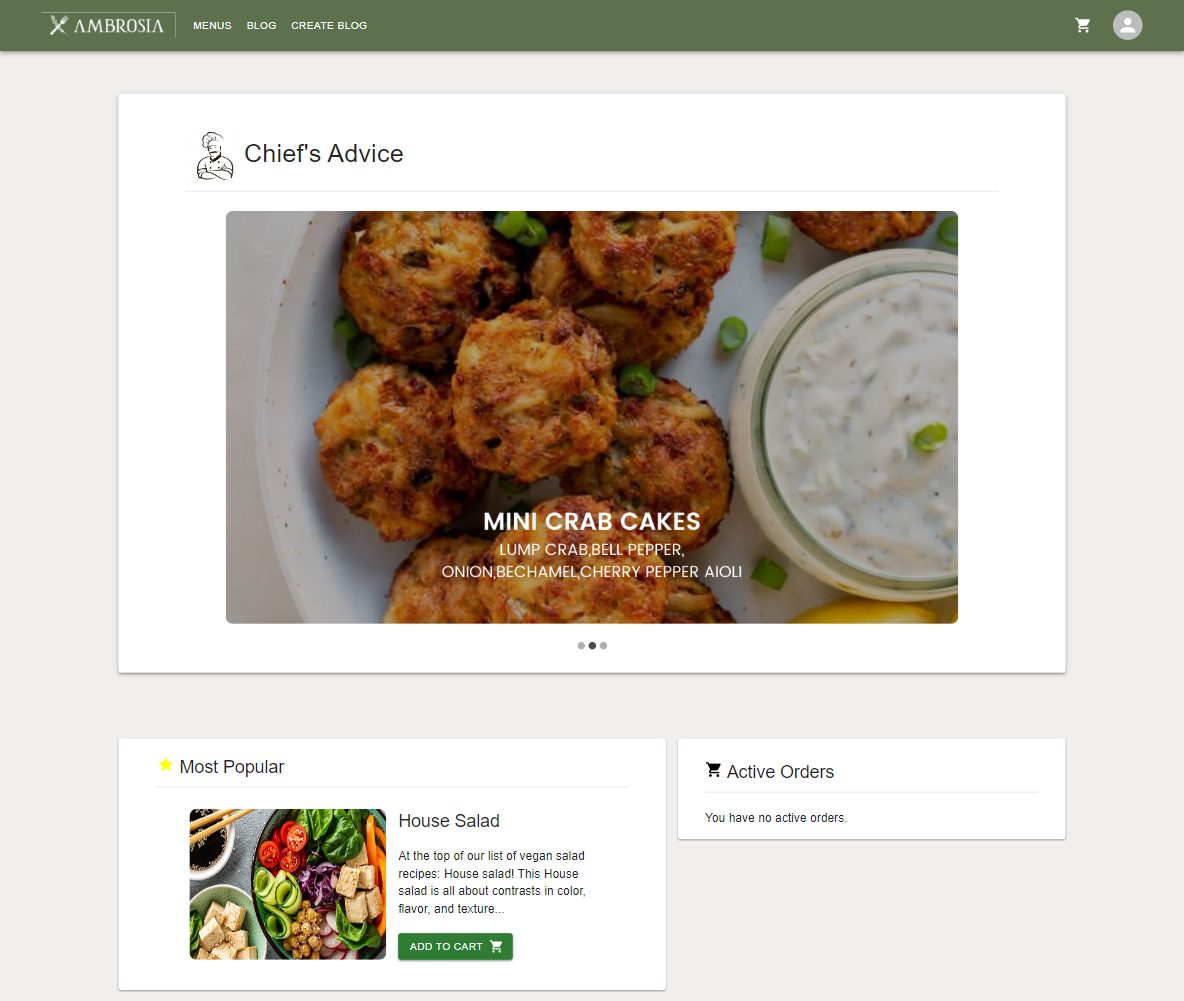 AMBROSIA
MENUS
BLOG
CREATE BLOG
Chief's Advice
MINI CRAB CAKES
LUMP CRAB,BELL PEPPER,
ONION,BECHAMEL,CHERRY PEPPER AIOLI
Most Popular
House Salad
At the top of our list of vegan salad
recipes: House salad! This House
salad is all about contrasts in color,
flavor, and texture...
ADD TO CART
Active Orders
You have no active orders.